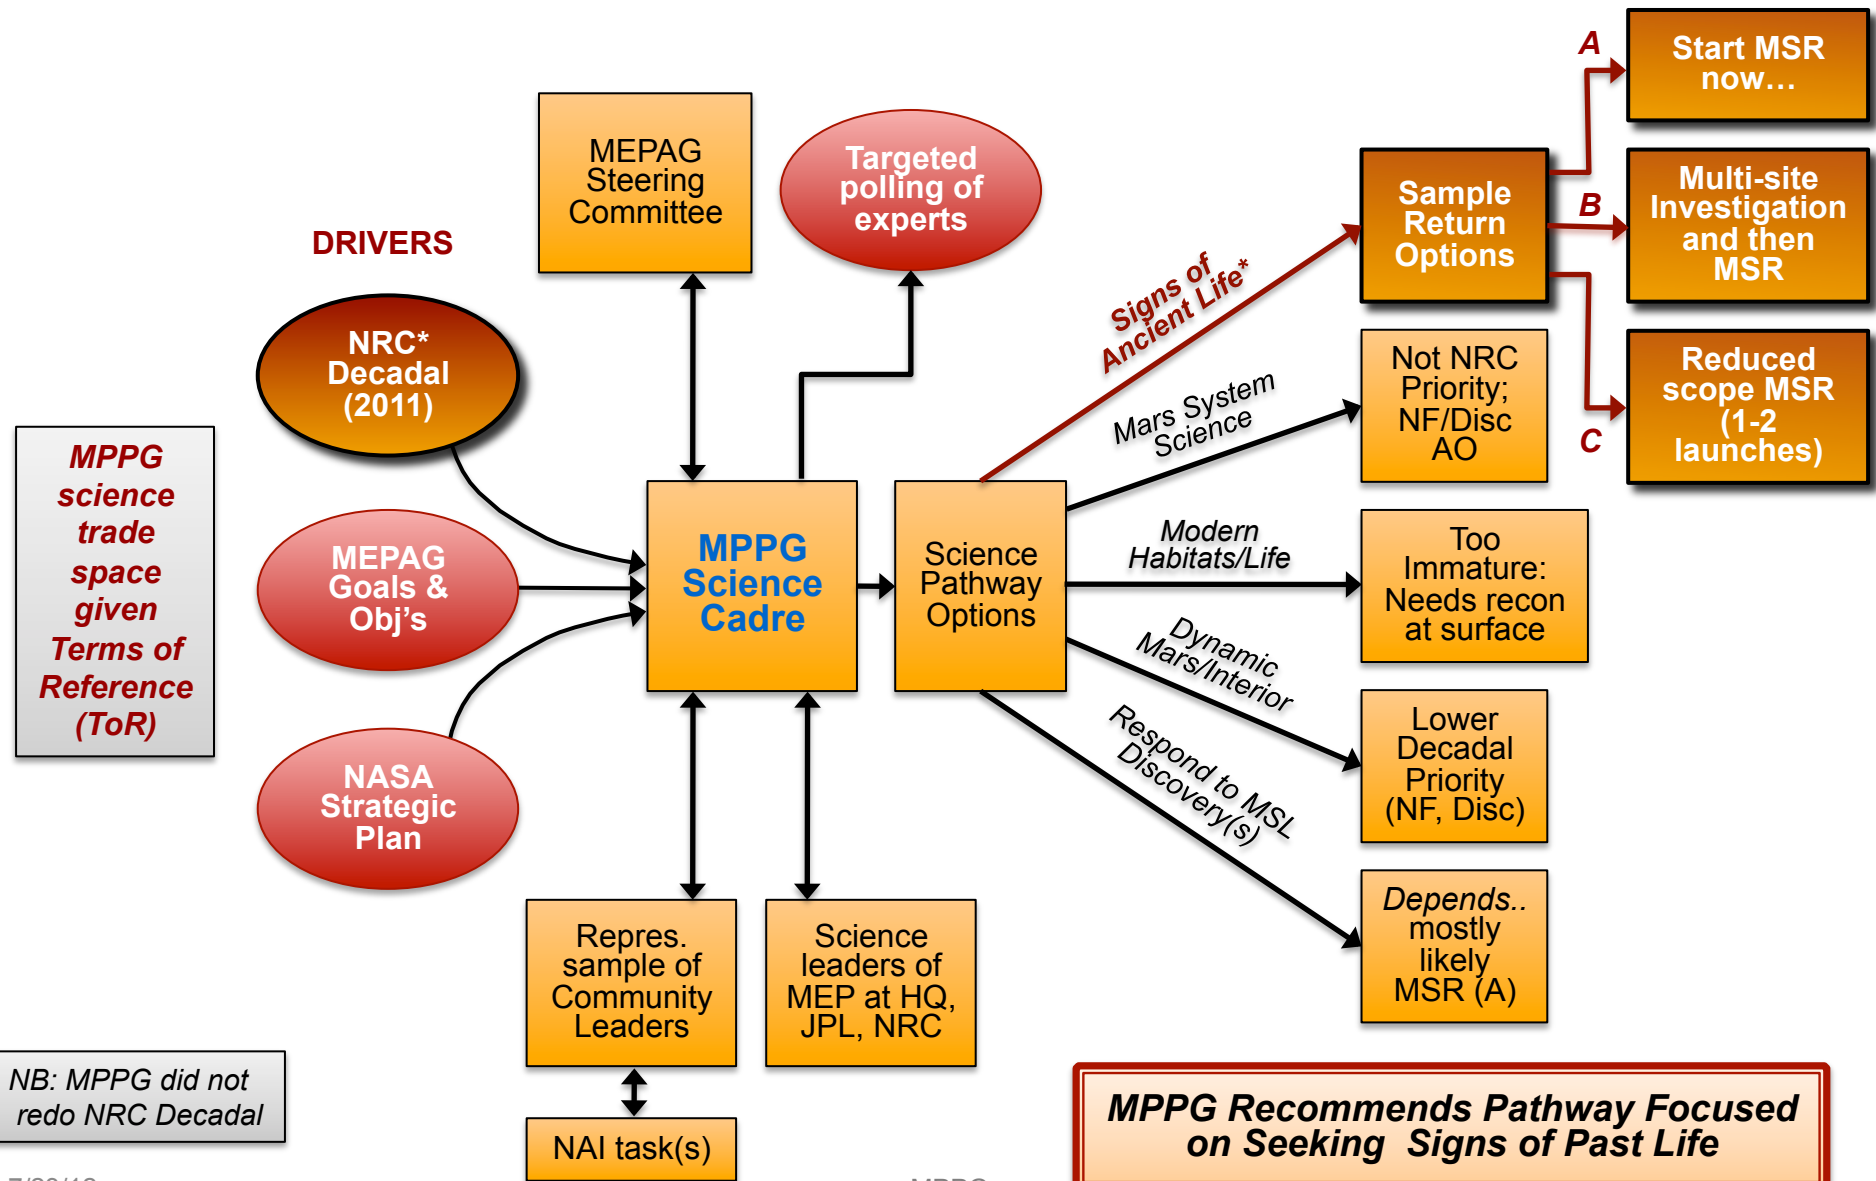 A
Start MSR
now…
MEPAG
Steering
Committee
Targeted
polling of
experts
Sample
Return
Options
B
Multi-site
Investigation
and then
MSR
DRIVERS
Signs of
Ancient Life*
NRC*
Decadal
(2011)
Not NRC
Priority;
NF/Disc
AO
C
Reduced
scope MSR
(1-2
launches)
Mars System
Science
MPPG
science
trade
space
given
Terms of
Reference
(ToR)
MEPAG
Goals &
Obj's
MPPG
Science
Cadre
Science
Pathway
Options
Modern
Habitats/Life
Too
Immature:
Needs recon
at surface
Dynamic
Mars/Interior
Lower
Decadal
Priority
(NF, Disc)
Respond to MSL
Discovery(s)
NASA
Strategic
Plan
Depends..
mostly
likely
MSR (A)
Repres.
sample of
Community
Leaders
Science
leaders of
MEP at HQ,
JPL, NRC
NB: MPPG did not
redo NRC Decadal
NAI task(s)
MPPG Recommends Pathway Focused
on Seeking Signs of Past Life